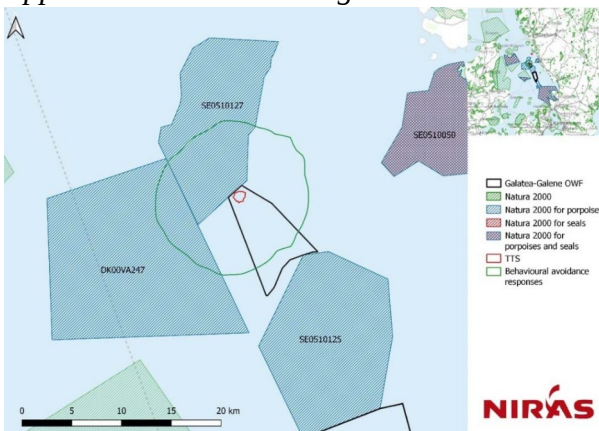 SE0510127
SE0510050
DK00VA247
SE0510125
0 5 10 15 20 km
Galatea-Galene OWF
Natura 2000
Natura 2000 for porpoise
Natura 2000 for seals
Natura 2000 for
porpoises and seals
TTS
Behavioural avoidance
responses
NIRAS